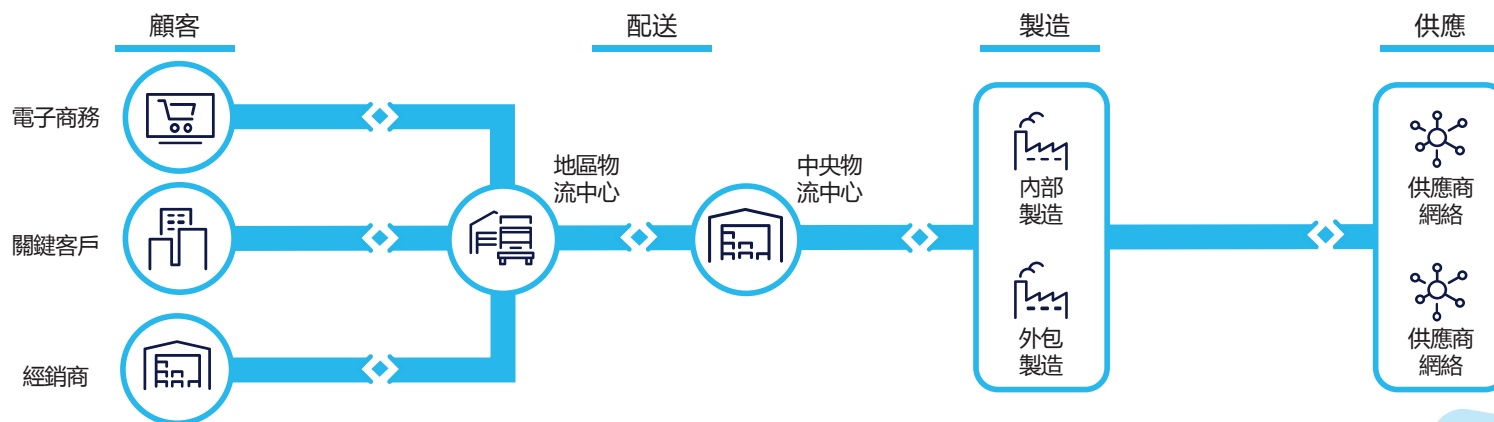 顧客
配送
製造
供應
電子商務
關鍵客戶
經銷商
地區物
流中心
中央物
流中心
內部
製造
外包
製造
供應商
網絡
供應商
網絡